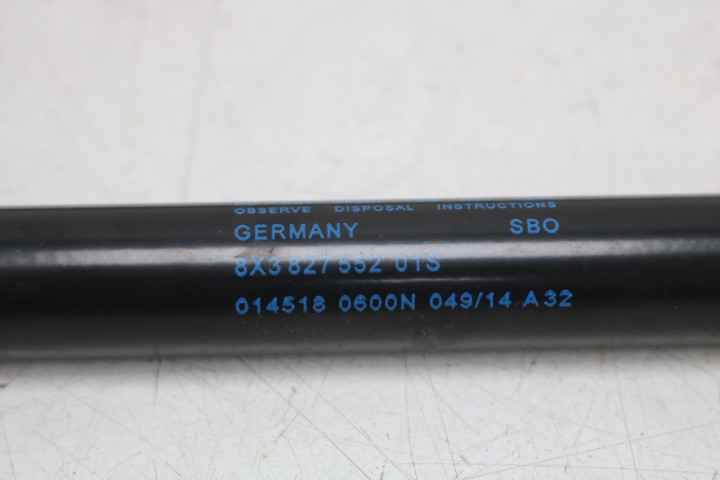 OBSERVE DISPOSAL INSTRUCTIONS
GERMANY SBO
8X3 827 552 01S
014518 0600N 049/14 A32